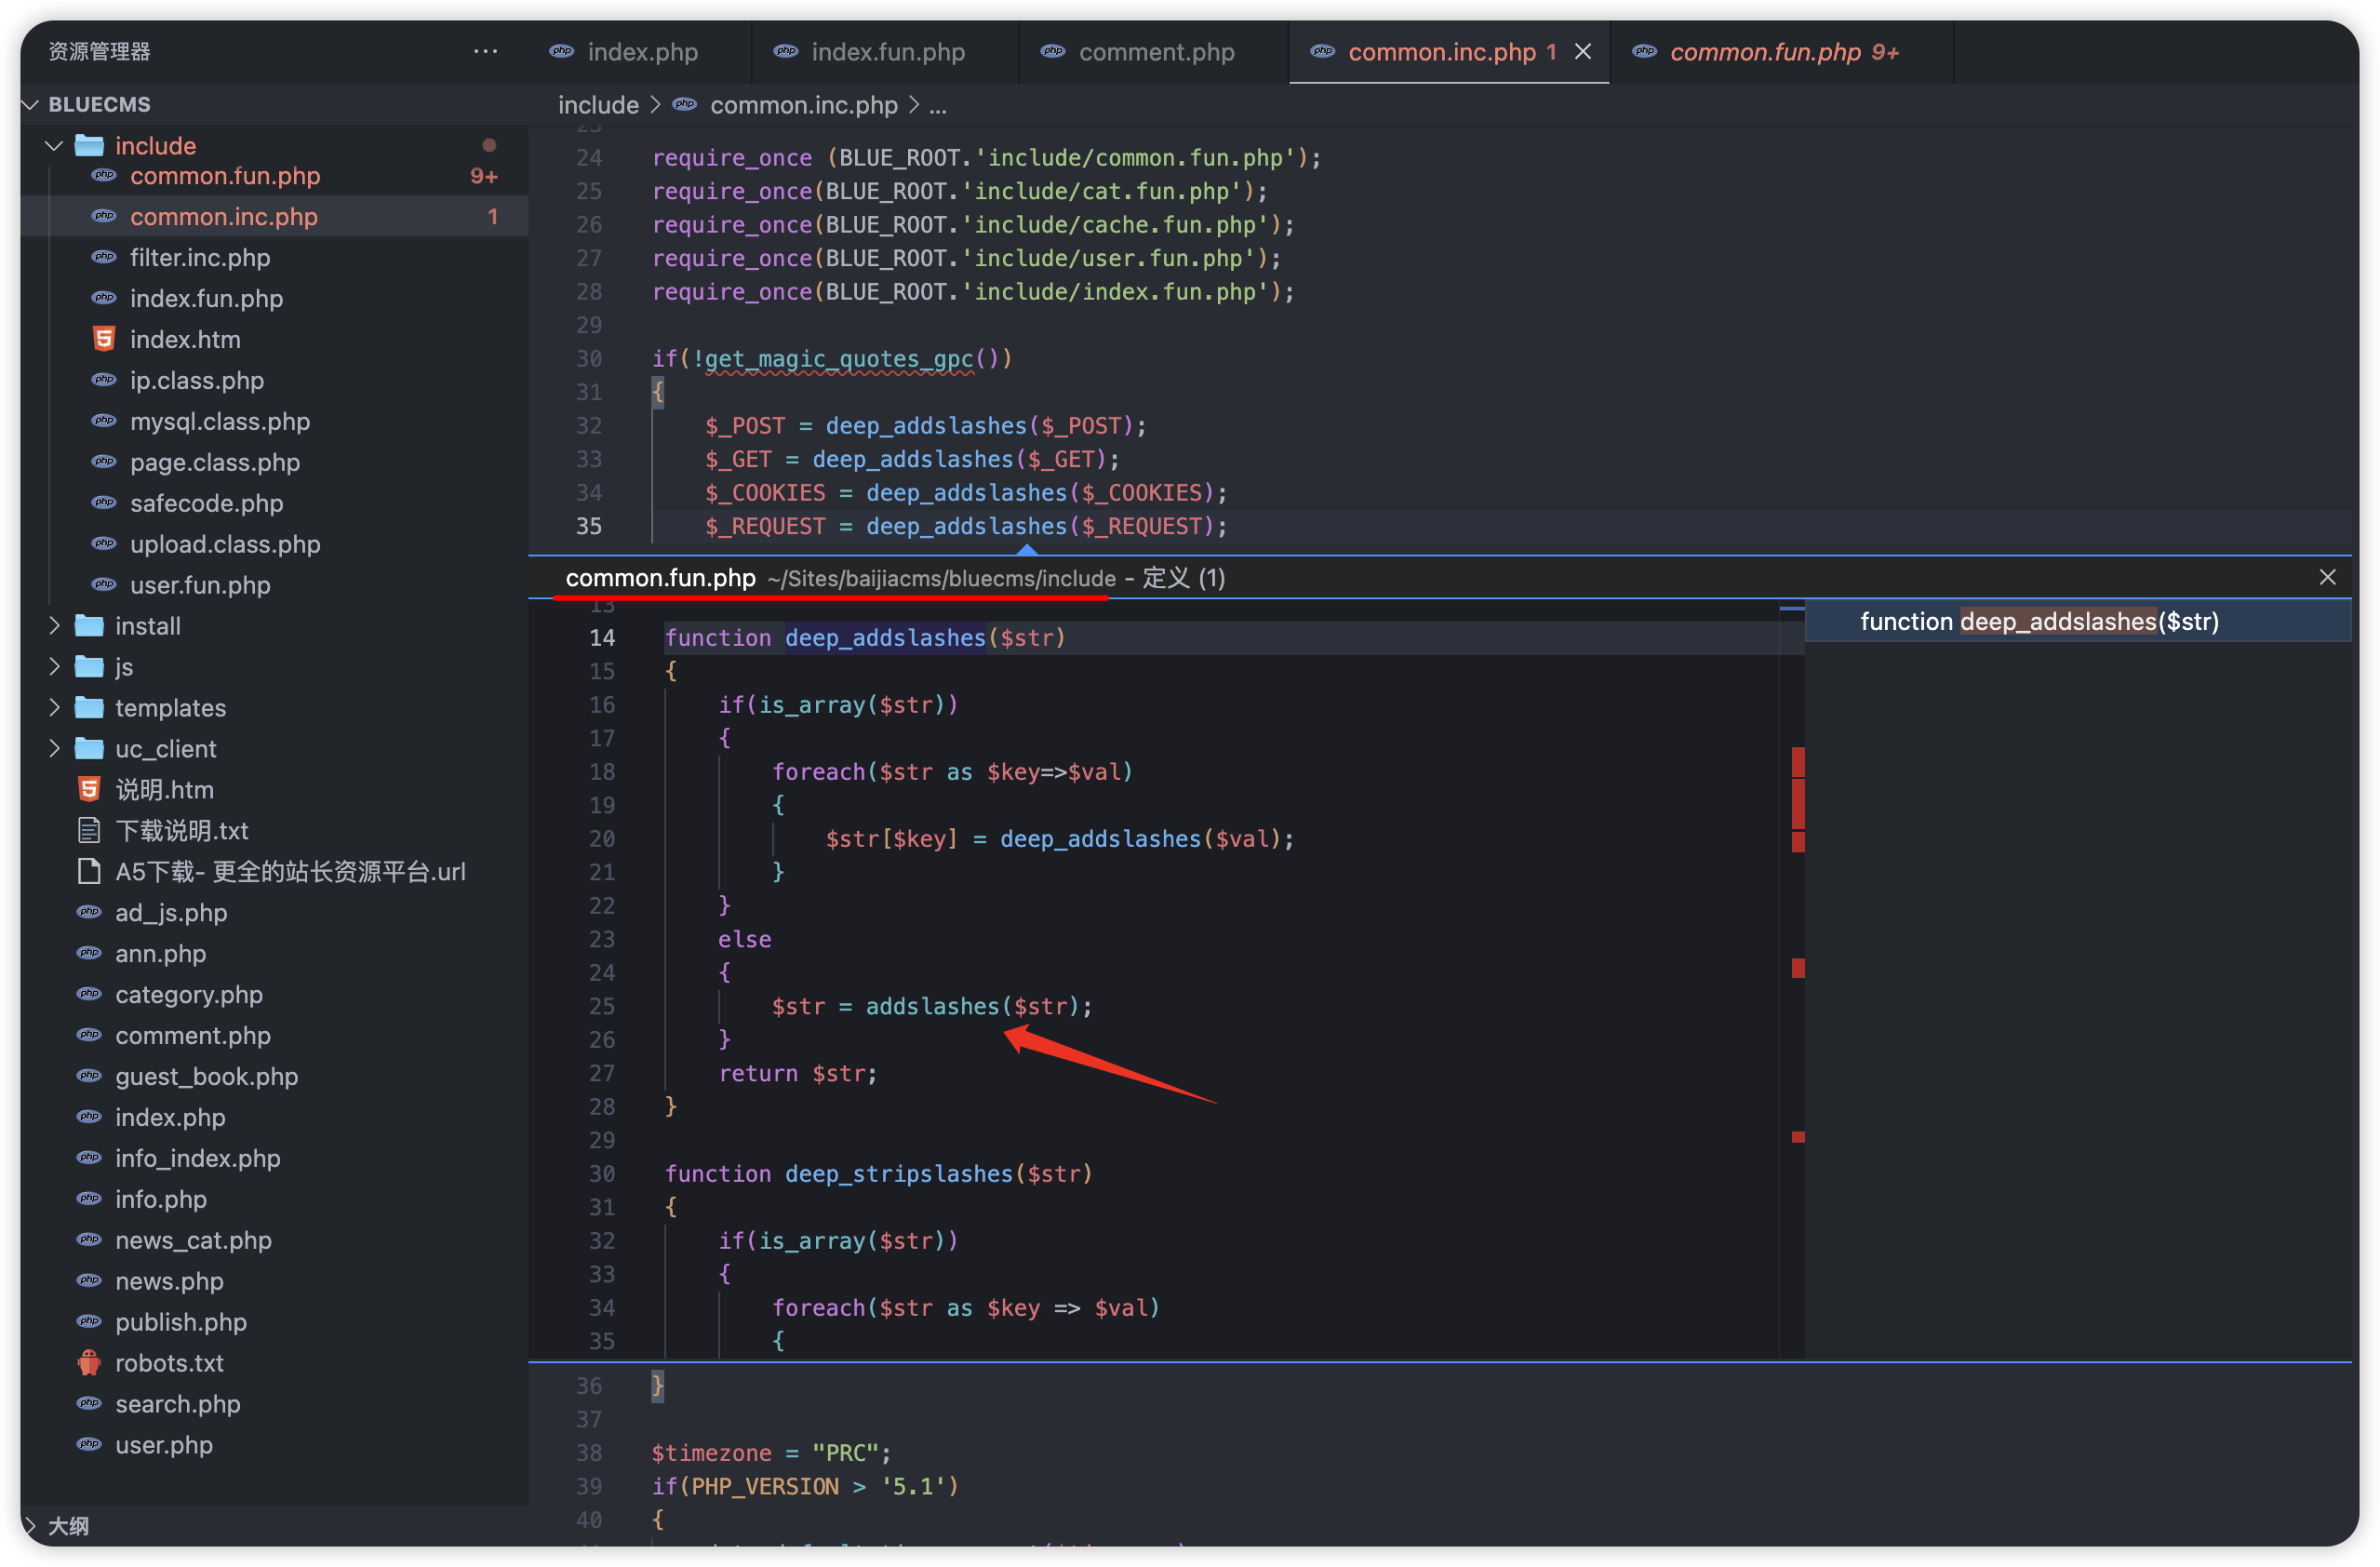 资源管理器
···
index.php
index.fun.php
comment.php
common.inc.php 1
common.fun.php 9+
BLUECMS
include
common.fun.php 9+
common.inc.php 1
filter.inc.php
index.fun.php
index.htm
ip.class.php
mysql.class.php
page.class.php
safecode.php
upload.class.php
user.fun.php
install
js
templates
uc_client
说明.htm
下载说明.txt
A5下载- 更全的站长资源平台.url
ad_js.php
ann.php
category.php
comment.php
guest_book.php
index.php
info_index.php
info.php
news_cat.php
news.php
publish.php
robots.txt
search.php
user.php
大纲
include > common.inc.php > ...
23
24 require_once (BLUE_ROOT.'include/common.fun.php');
25 require_once(BLUE_ROOT.'include/cat.fun.php');
26 require_once(BLUE_ROOT.'include/cache.fun.php');
27 require_once(BLUE_ROOT.'include/user.fun.php');
28 require_once(BLUE_ROOT.'include/index.fun.php');
29
30 if(!get_magic_quotes_gpc())
31 {
32 $_POST = deep_addslashes($_POST);
33 $_GET = deep_addslashes($_GET);
34 $_COOKIES = deep_addslashes($_COOKIES);
35 $_REQUEST = deep_addslashes($_REQUEST);
common.fun.php ~/Sites/baijiacms/bluecms/include - 定义 (1)
13
14 function deep_addslashes($str)
15 {
16 if(is_array($str))
17 {
18 foreach($str as $key=>$val)
19 {
20 $str[$key] = deep_addslashes($val);
21 }
22 }
23 else
24 {
25 $str = addslashes($str);
26 }
27 return $str;
28 }
29
30 function deep_stripslashes($str)
31 {
32 if(is_array($str))
33 {
34 foreach($str as $key => $val)
35 {
function deep_addslashes($str)
36 }
37
38 $timezone = "PRC";
39 if(PHP_VERSION > '5.1')
40 {